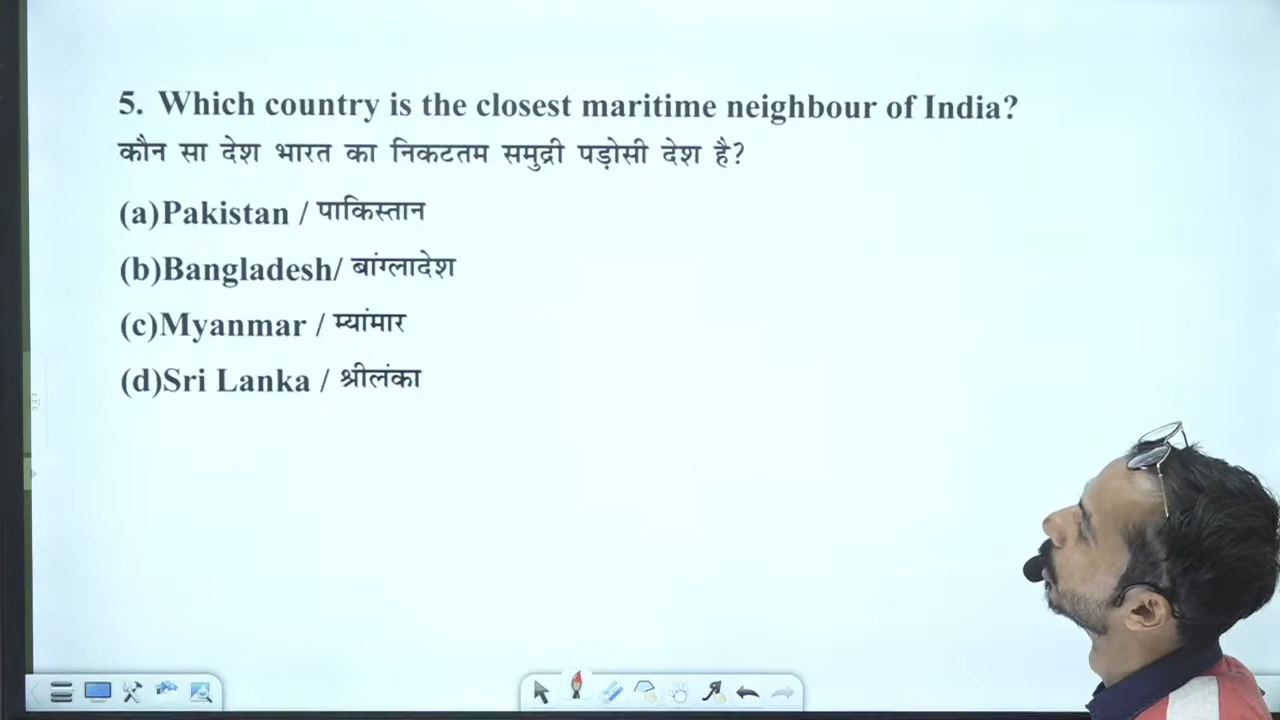 5. Which country is the closest maritime neighbour of India?
कौन सा देश भारत का निकटतम समुद्री पड़ोसी देश है?
(a)Pakistan / पाकिस्तान
(b)Bangladesh/ बांग्लादेश
(c)Myanmar / म्यांमार
(d)Sri Lanka / श्रीलंका